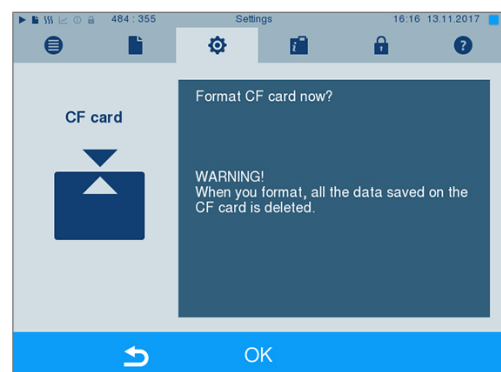 484 : 355 Settings 16:16 13.11.2017
i ?
CF card
Format CF card now?
WARNING!
When you format, all the data saved on the
CF card is deleted.
OK